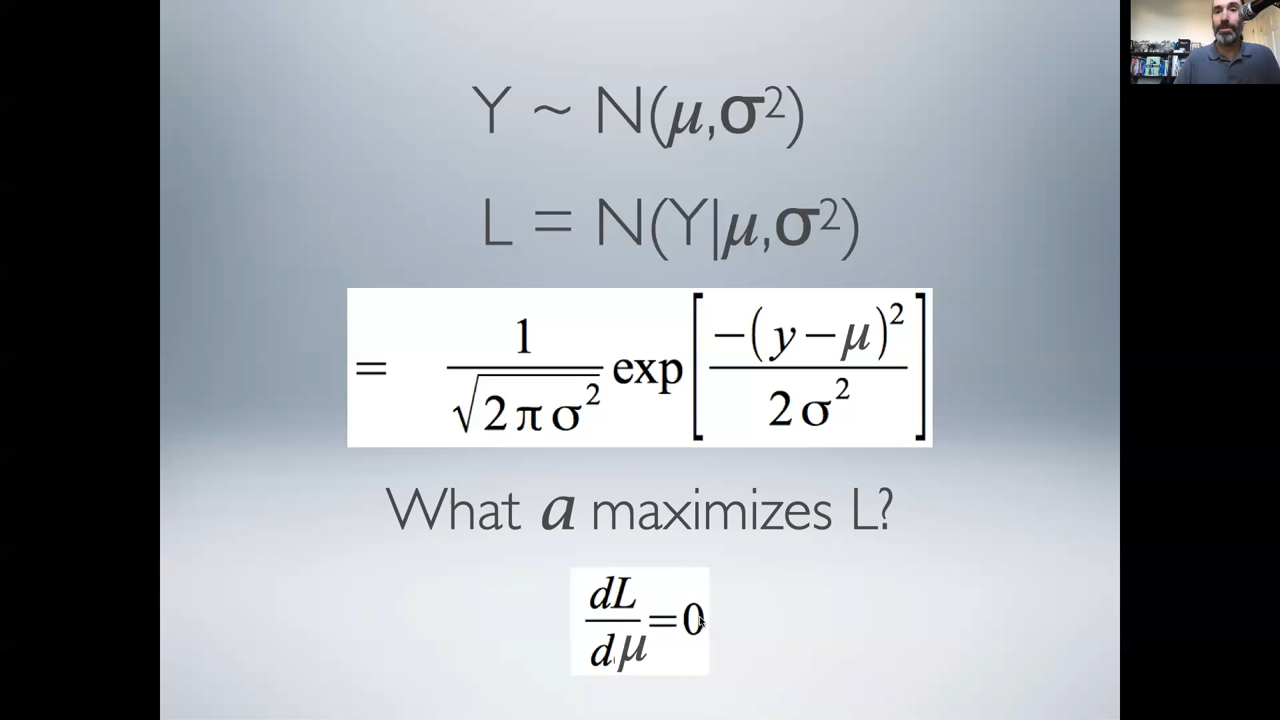 Y ~ N(μ,σ²)
L = N(Y|μ,σ²)
= 1/√(2πσ²) exp[−(y−μ)²/2σ²]
What a maximizes L?
dL/dμ=0